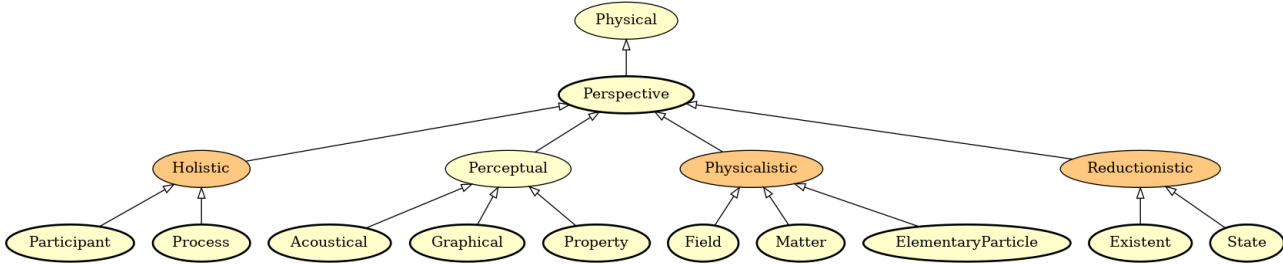 Physical
Perspective
Holistic Perceptual Physicalistic Reductionistic
Participant Process Acoustical Graphical Property Field Matter ElementaryParticle Existent State